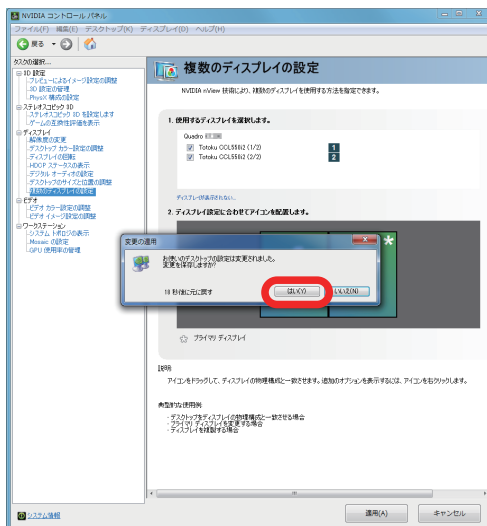 NVIDIA コントロール パネル
ファイル(F) 編集(E) デスクトップ(K) ディスプレイ(D) ヘルプ(H)
戻る
タスクの選択...
3D 設定
プレビューによるイメージ設定の調整
3D 設定の管理
PhysX 構成の設定
ステレオスコピック 3D
ステレオスコピック 3D を設定します
ゲームの互換性評価を表示
ディスプレイ
解像度の変更
デスクトップ カラー設定の調整
ディスプレイの回転
HDCP ステータスの表示
デジタル オーディオの設定
デスクトップのサイズと位置の調整
複数のディスプレイの設定
ビデオ
ビデオ カラー設定の調整
ビデオ イメージ設定の調整
ワークステーション
システム トポロジの表示
Mosaic の設定
GPU 使用率の管理
システム情報
複数のディスプレイの設定
NVIDIA nView 技術により、複数のディスプレイを使用する方法を指定できます。
1. 使用するディスプレイを選択します。
Quadro
Totoku CCL550i2 (1/2) 1
Totoku CCL550i2 (2/2) 2
ディスプレイが表示されない...
2. ディスプレイ設定に合わせてアイコンを配置します。
変更の適用
お使いのデスクトップの設定は変更されました。
変更を保存しますか?
18 秒後に元に戻す
はい(Y)
いいえ(N)
プライマリ ディスプレイ
説明
アイコンをドラッグして、ディスプレイの物理構成と一致させます。追加のオプションを表示するには、アイコンを右クリックします。
典型的な使用例:
・デスクトップをディスプレイの物理構成と一致させる場合
・プライマリ ディスプレイを変更する場合
・ディスプレイを複製する場合
適用(A)
キャンセル